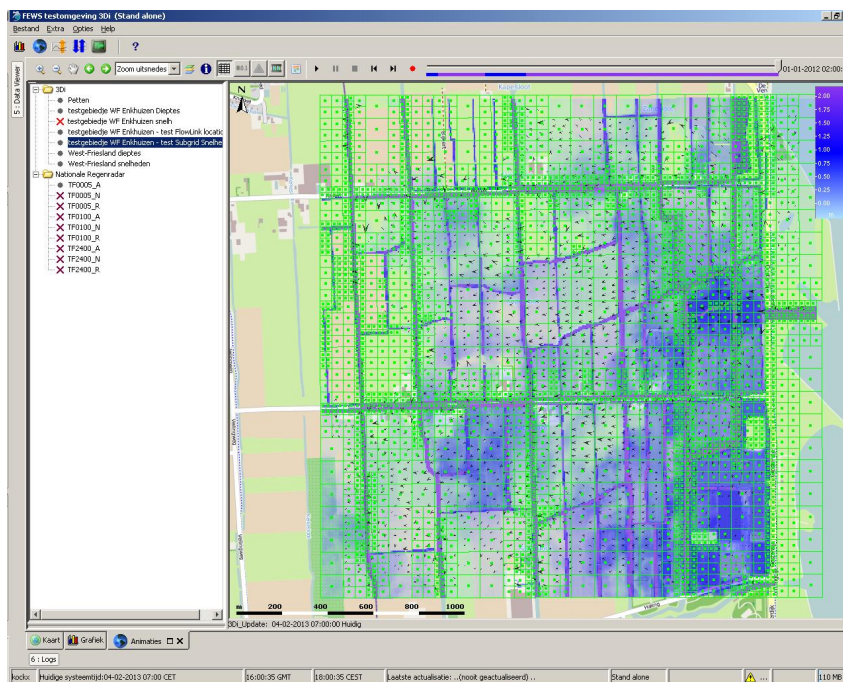 FEWS testomgeving 3Di (Stand alone)
Bestand Extra Opties Help
Zoom uitsnedes
01-01-2012 02:00:
5 : Data Viewer
3Di
Petten
testgebiedje WF Enkhuizen Dieptes
testgebiedje WF Enkhuizen snelh
testgebiedje WF Enkhuizen - test FlowLink locatic
testgebiedje WF Enkhuizen - test Subgrid Snelhe
West-Friesland dieptes
West-Friesland snelheden
Nationale Regenradar
TF0005_A
TF0005_N
TF0005_R
TF0100_A
TF0100_N
TF0100_R
TF2400_A
TF2400_N
TF2400_R
N
2.00
1.75
1.50
1.25
1.00
0.75
0.50
0.25
0.00
m 200 400 600 800 1000
3Di_Update: 04-02-2013 07:00:00 Huidig
Kaart Grafiek Animaties
6 : Logs
kockx Huidige systeemtijd:04-02-2013 07:00 CET 16:00:35 GMT 18:00:35 CEST Laatste actualisatie: ..(nooit geactualiseerd) .. Stand alone ... 110 MB